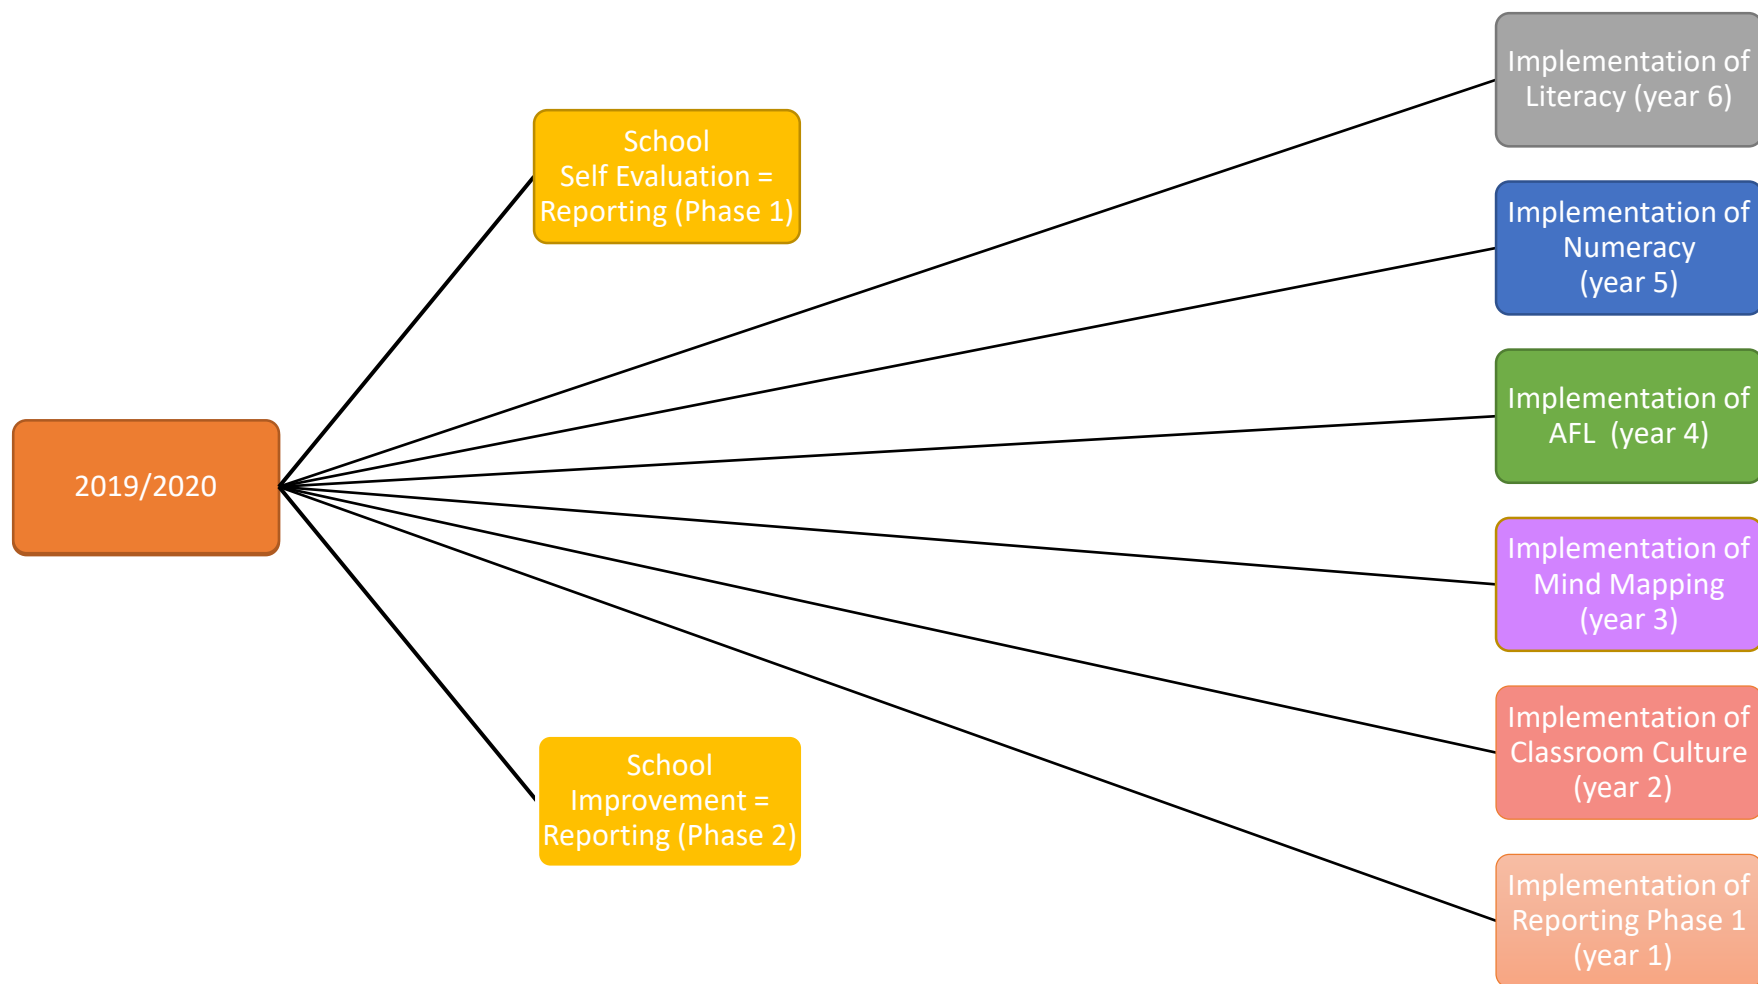 2019/2020
School
Self Evaluation =
Reporting (Phase 1)
School
Improvement =
Reporting (Phase 2)
Implementation of
Literacy (year 6)
Implementation of
Numeracy
(year 5)
Implementation of
AFL  (year 4)
Implementation of
Mind Mapping
(year 3)
Implementation of
Classroom Culture
(year 2)
Implementation of
Reporting Phase 1
(year 1)